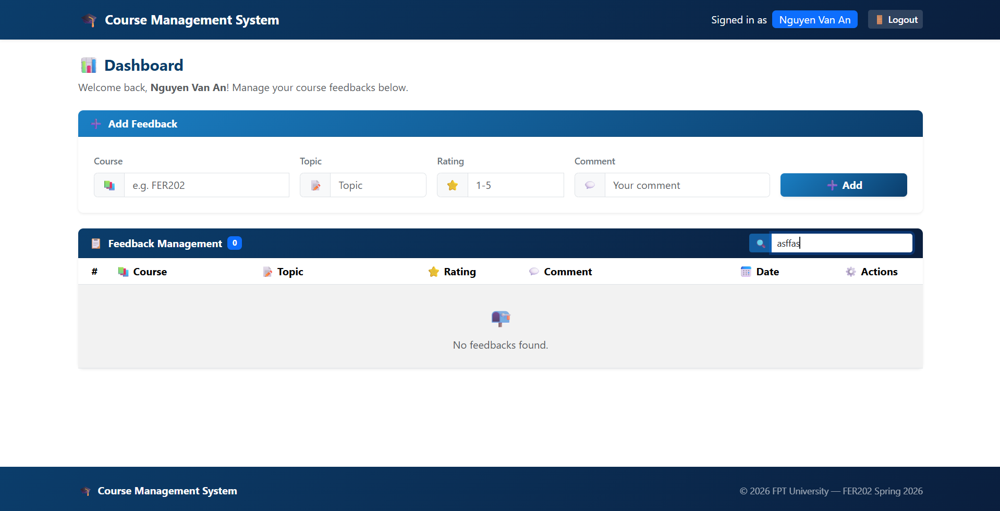 Course Management System
Signed in as Nguyen Van An Logout
Dashboard
Welcome back, Nguyen Van An! Manage your course feedbacks below.
Add Feedback
Course Topic Rating Comment
e.g. FER202 Topic 1-5 Your comment Add
Feedback Management 0 asffas
# Course Topic Rating Comment Date Actions
No feedbacks found.
Course Management System
© 2026 FPT University — FER202 Spring 2026